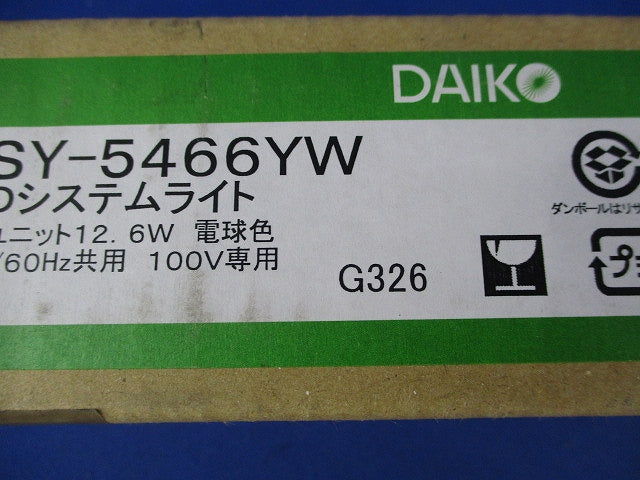 DAIKO
SY-5466YW
Dシステムライト
ユニット12.6W 電球色
/60Hz共用 100V専用
G326
ダンボールはリサ
プ